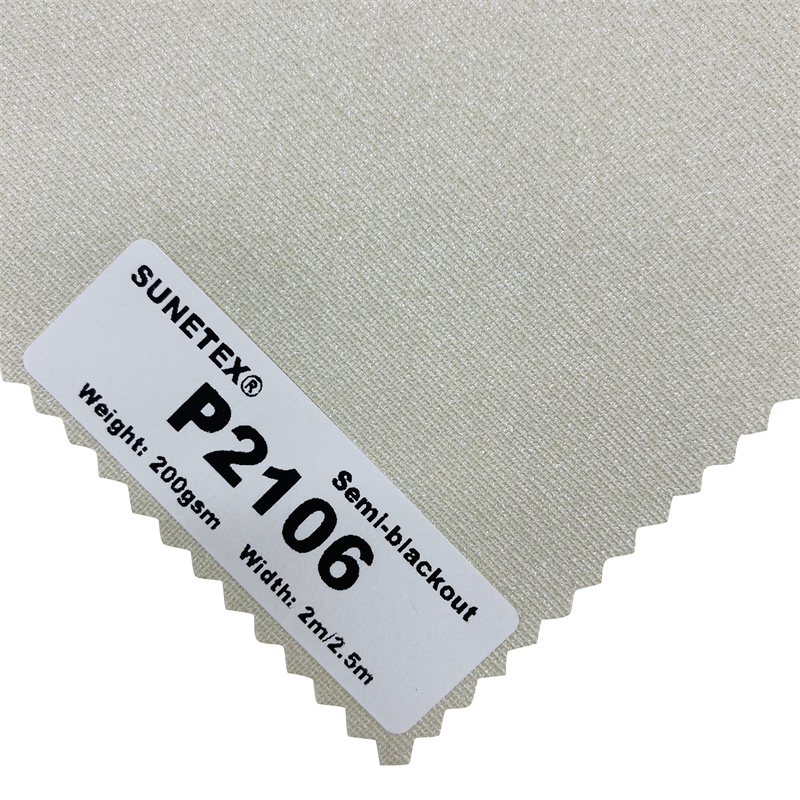 SUNETEX®
P2106
Semi-blackout
Weight: 200gsm
Width: 2m/2.5m